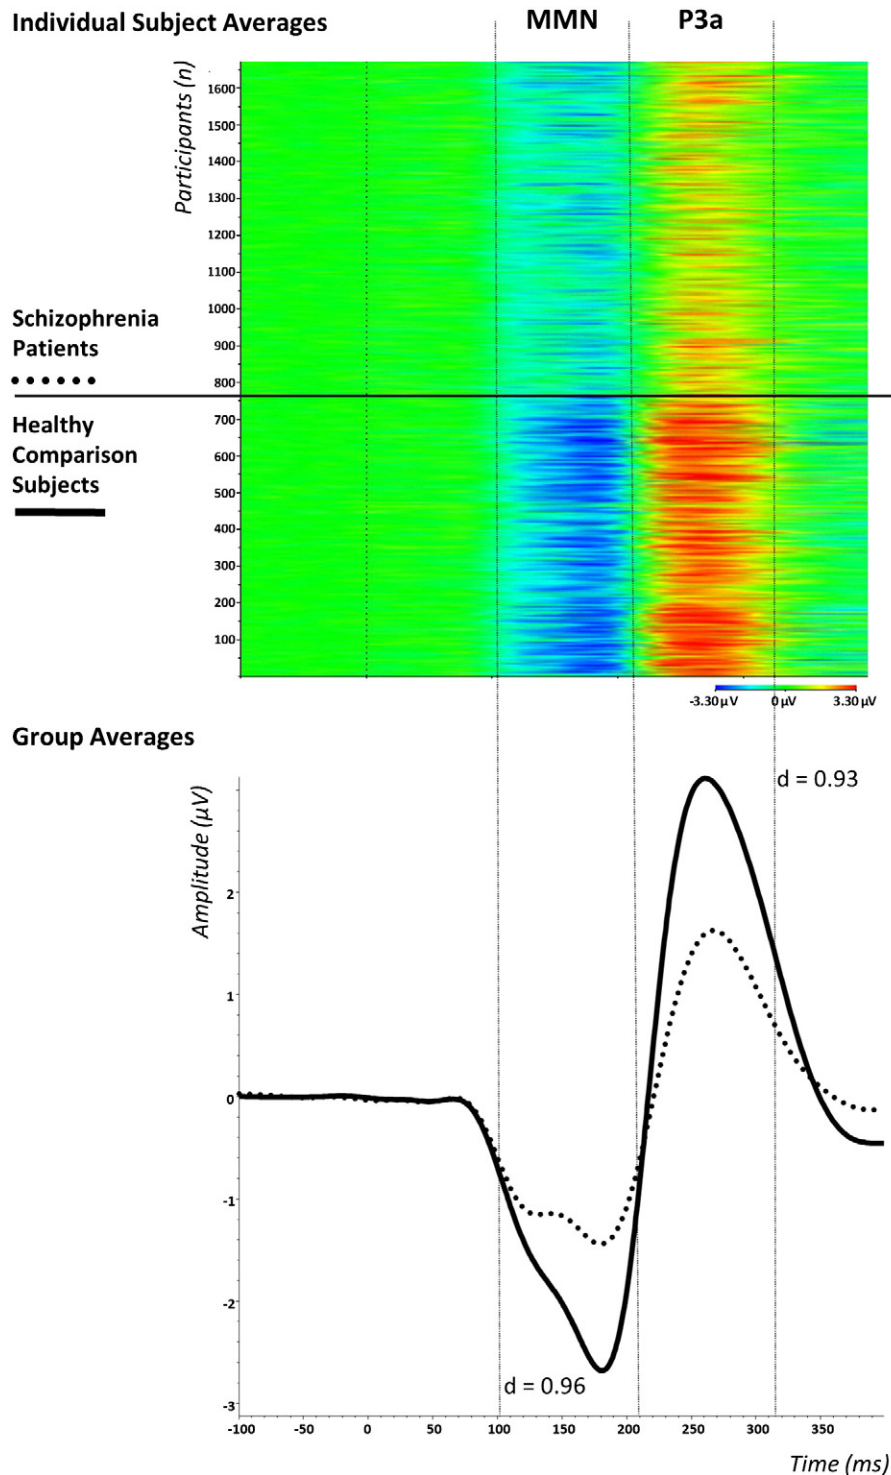 Individual Subject Averages
MMN
P3a
Participants (n)
1600
1500
1400
1300
1200
1100
1000
900
800
700
600
500
400
300
200
100
Schizophrenia
Patients
Healthy
Comparison
Subjects
-3.30 µV 0 µV 3.30 µV
Group Averages
Amplitude (µV)
d = 0.93
2
1
0
-1
-2
-3
d = 0.96
-100 -50 0 50 100 150 200 250 300 350
Time (ms)